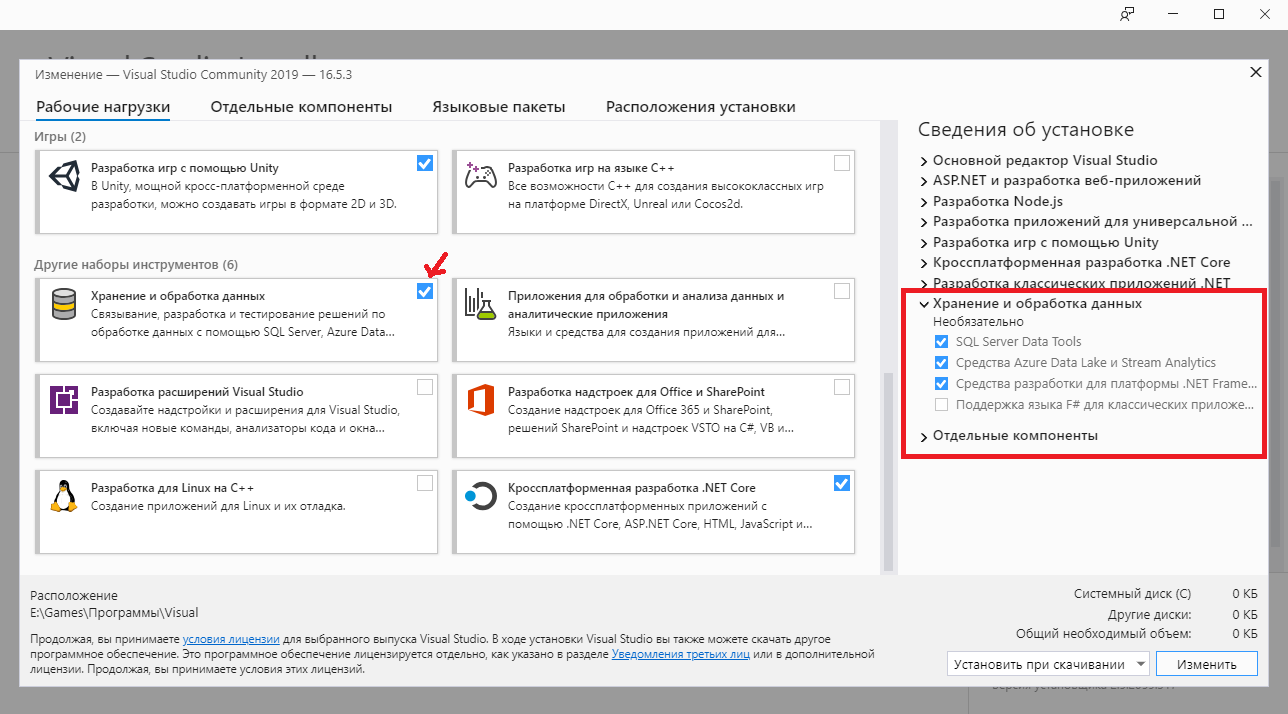 Изменение — Visual Studio Community 2019 — 16.5.3
Рабочие нагрузки
Отдельные компоненты
Языковые пакеты
Расположения установки
Игры (2)
Разработка игр с помощью Unity
В Unity, мощной кросс-платформенной среде
разработки, можно создавать игры в формате 2D и 3D.
Разработка игр на языке C++
Все возможности C++ для создания высококлассных игр
на платформе DirectX, Unreal или Cocos2d.
Другие наборы инструментов (6)
Хранение и обработка данных
Связывание, разработка и тестирование решений по
обработке данных с помощью SQL Server, Azure Data...
Приложения для обработки и анализа данных и
аналитические приложения
Языки и средства для создания приложений для...
Разработка расширений Visual Studio
Создавайте надстройки и расширения для Visual Studio,
включая новые команды, анализаторы кода и окна...
Разработка надстроек для Office и SharePoint
Создание надстроек для Office 365 и SharePoint,
решений SharePoint и надстроек VSTO на C#, VB и...
Разработка для Linux на C++
Создание приложений для Linux и их отладка.
Кроссплатформенная разработка .NET Core
Создание кроссплатформенных приложений с
помощью .NET Core, ASP.NET Core, HTML, JavaScript и...
Сведения об установке
Основной редактор Visual Studio
ASP.NET и разработка веб-приложений
Разработка Node.js
Разработка приложений для универсальной ...
Разработка игр с помощью Unity
Кроссплатформенная разработка .NET Core
Разработка классических приложений .NET
Хранение и обработка данных
Необязательно
SQL Server Data Tools
Средства Azure Data Lake и Stream Analytics
Средства разработки для платформы .NET Frame...
Поддержка языка F# для классических приложе...
Отдельные компоненты
Расположение
E:\Games\Программы\Visual
Продолжая, вы принимаете условия лицензии для выбранного выпуска Visual Studio. В ходе установки Visual Studio вы также можете скачать другое
программное обеспечение. Это программное обеспечение лицензируется отдельно, как указано в разделе Уведомления третьих лиц или в дополнительной
лицензии. Продолжая, вы принимаете условия этих лицензий.
Системный диск (C) 0 КБ
Другие диски: 0 КБ
Общий необходимый объем: 0 КБ
Установить при скачивании
Изменить